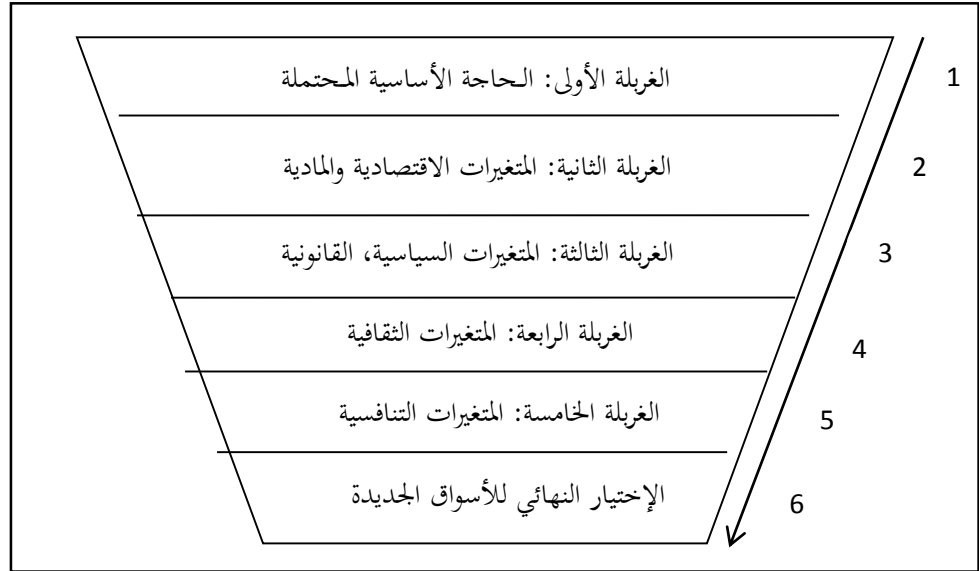 الغربلة الأولى: الحاجة الأساسية المحتملة
1
الغربلة الثانية: المتغيرات الاقتصادية والمادية
2
الغربلة الثالثة: المتغيرات السياسية، القانونية
3
الغربلة الرابعة: المتغيرات الثقافية
4
الغربلة الخامسة: المتغيرات التنافسية
5
الإختيار النهائي للأسواق الجديدة
6